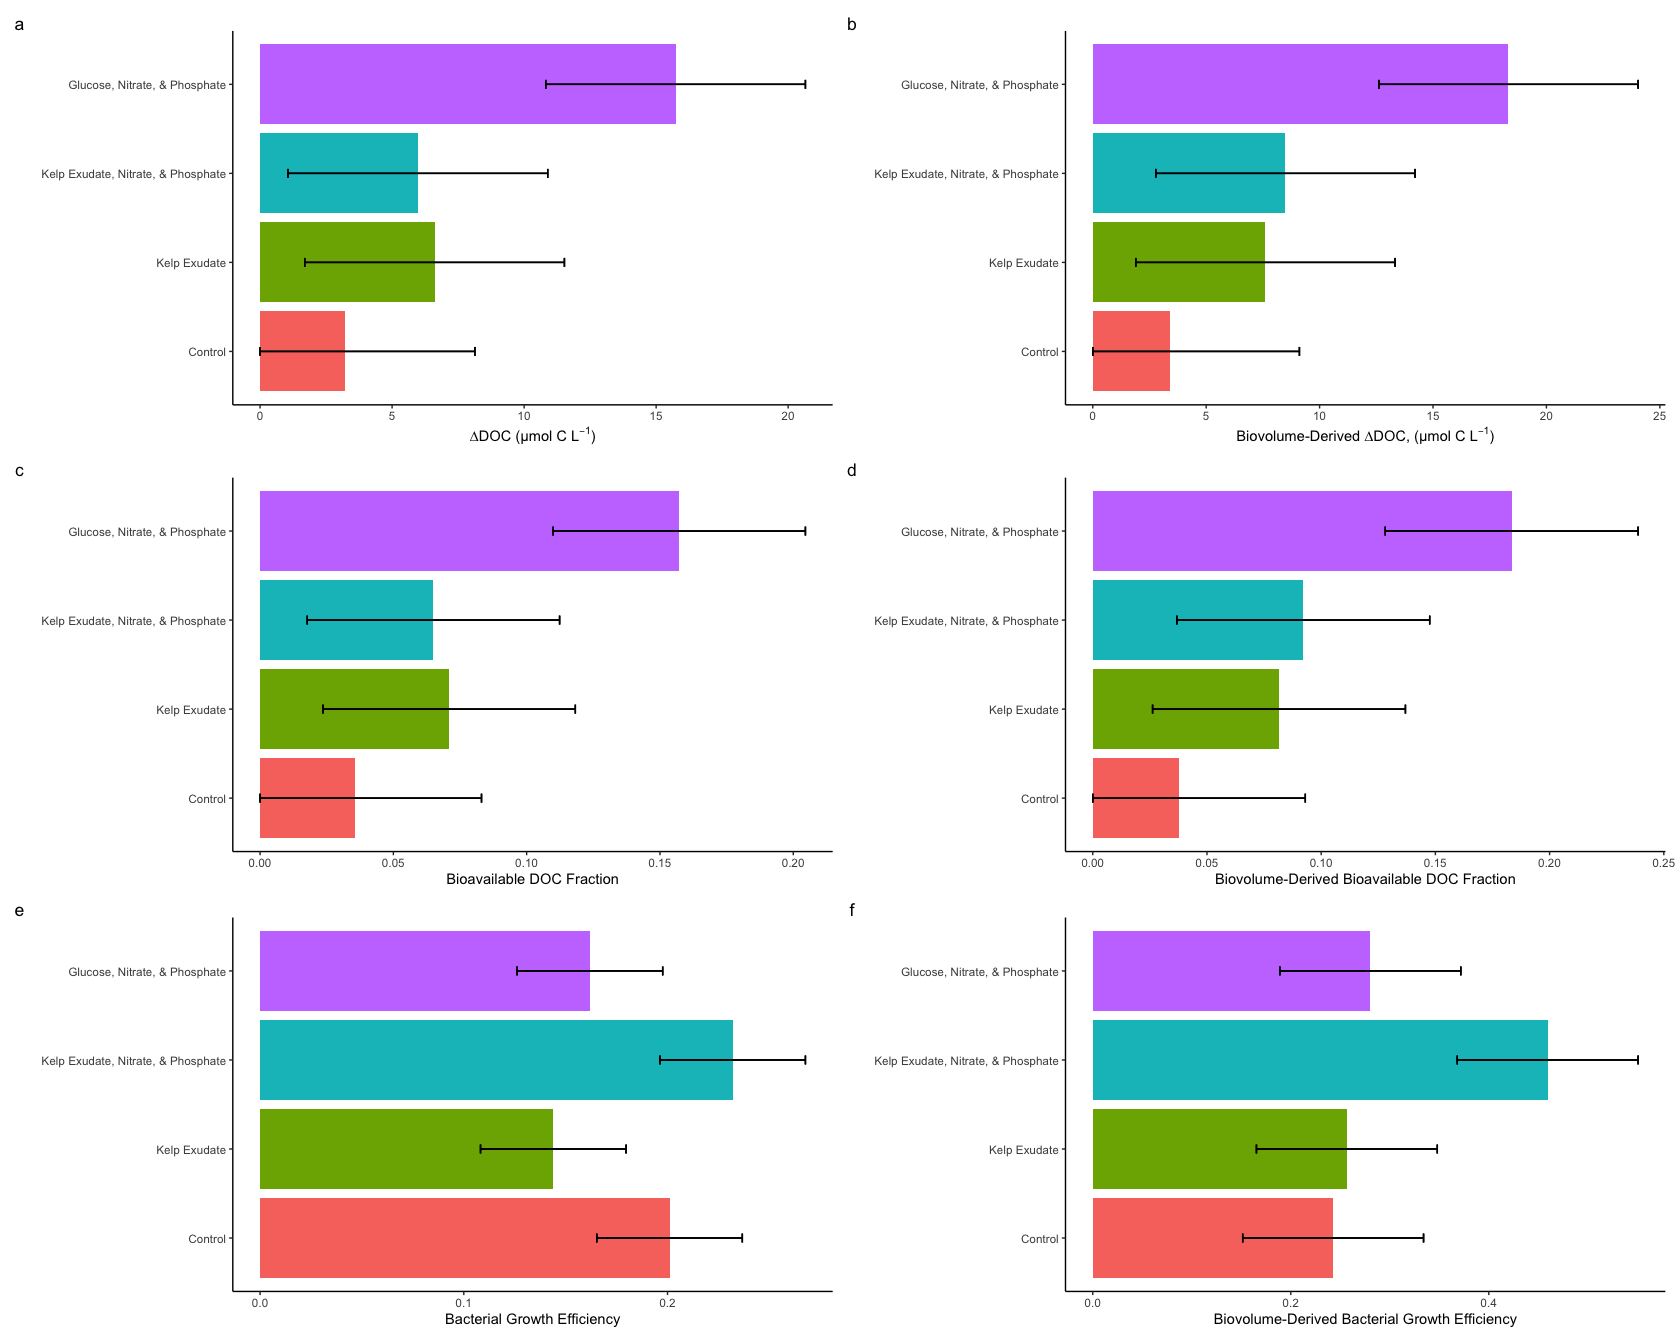 a
Glucose, Nitrate, & Phosphate
Kelp Exudate, Nitrate, & Phosphate
Kelp Exudate
Control
0 5 10 15 20
ΔDOC (μmol C L⁻¹)
b
Glucose, Nitrate, & Phosphate
Kelp Exudate, Nitrate, & Phosphate
Kelp Exudate
Control
0 5 10 15 20 25
Biovolume-Derived ΔDOC, (μmol C L⁻¹)
c
Glucose, Nitrate, & Phosphate
Kelp Exudate, Nitrate, & Phosphate
Kelp Exudate
Control
0.00 0.05 0.10 0.15 0.20
Bioavailable DOC Fraction
d
Glucose, Nitrate, & Phosphate
Kelp Exudate, Nitrate, & Phosphate
Kelp Exudate
Control
0.00 0.05 0.10 0.15 0.20 0.25
Biovolume-Derived Bioavailable DOC Fraction
e
Glucose, Nitrate, & Phosphate
Kelp Exudate, Nitrate, & Phosphate
Kelp Exudate
Control
0.0 0.1 0.2
Bacterial Growth Efficiency
f
Glucose, Nitrate, & Phosphate
Kelp Exudate, Nitrate, & Phosphate
Kelp Exudate
Control
0.0 0.2 0.4
Biovolume-Derived Bacterial Growth Efficiency